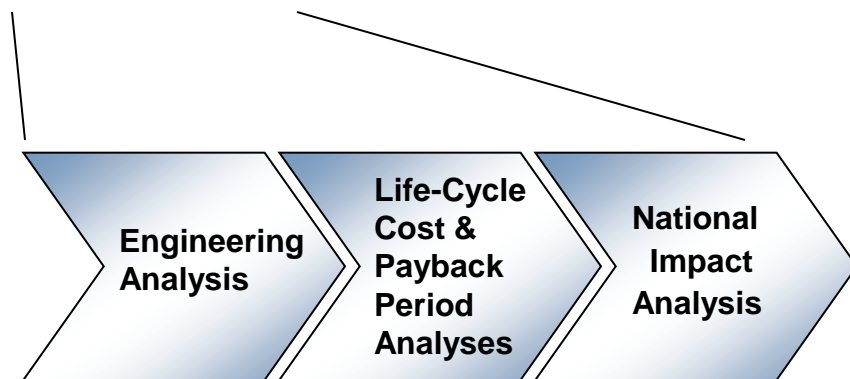 Engineering
Analysis
Life-Cycle
Cost &
Payback
Period
Analyses
National
Impact
Analysis